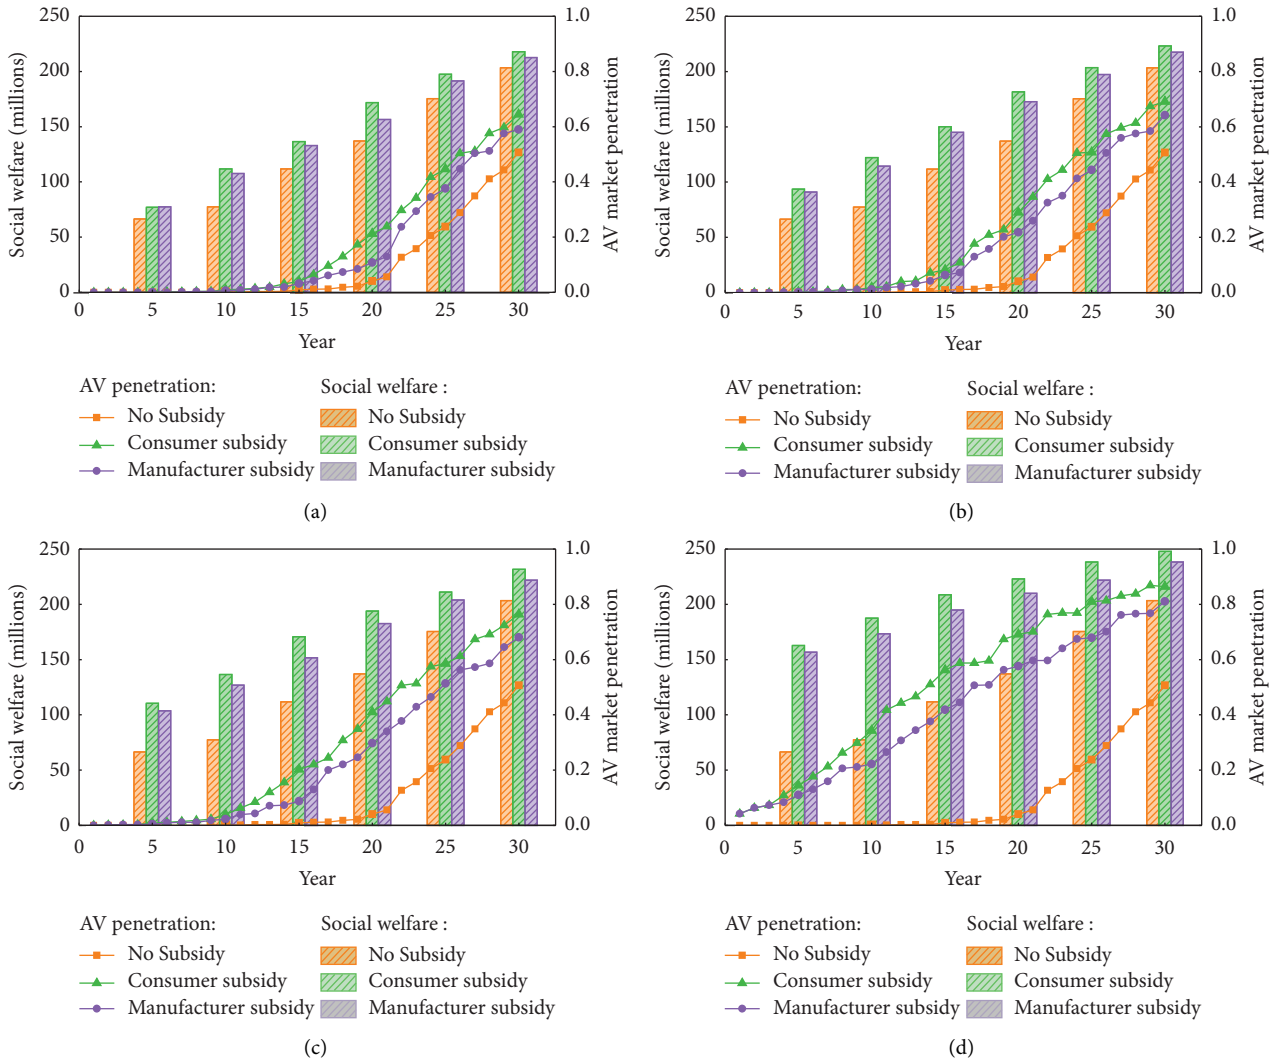 250
200
150
100
50
0
Social welfare (millions)
1.0
0.8
0.6
0.4
0.2
0.0
AV market penetration
0 5 10 15 20 25 30
Year
AV penetration:
No Subsidy
Consumer subsidy
Manufacturer subsidy
Social welfare :
No Subsidy
Consumer subsidy
Manufacturer subsidy
(a)
250
200
150
100
50
0
Social welfare (millions)
1.0
0.8
0.6
0.4
0.2
0.0
AV market penetration
0 5 10 15 20 25 30
Year
AV penetration:
No Subsidy
Consumer subsidy
Manufacturer subsidy
Social welfare :
No Subsidy
Consumer subsidy
Manufacturer subsidy
(b)
250
200
150
100
50
0
Social welfare (millions)
1.0
0.8
0.6
0.4
0.2
0.0
AV market penetration
0 5 10 15 20 25 30
Year
AV penetration:
No Subsidy
Consumer subsidy
Manufacturer subsidy
Social welfare :
No Subsidy
Consumer subsidy
Manufacturer subsidy
(c)
250
200
150
100
50
0
Social welfare (millions)
1.0
0.8
0.6
0.4
0.2
0.0
AV market penetration
0 5 10 15 20 25 30
Year
AV penetration:
No Subsidy
Consumer subsidy
Manufacturer subsidy
Social welfare :
No Subsidy
Consumer subsidy
Manufacturer subsidy
(d)